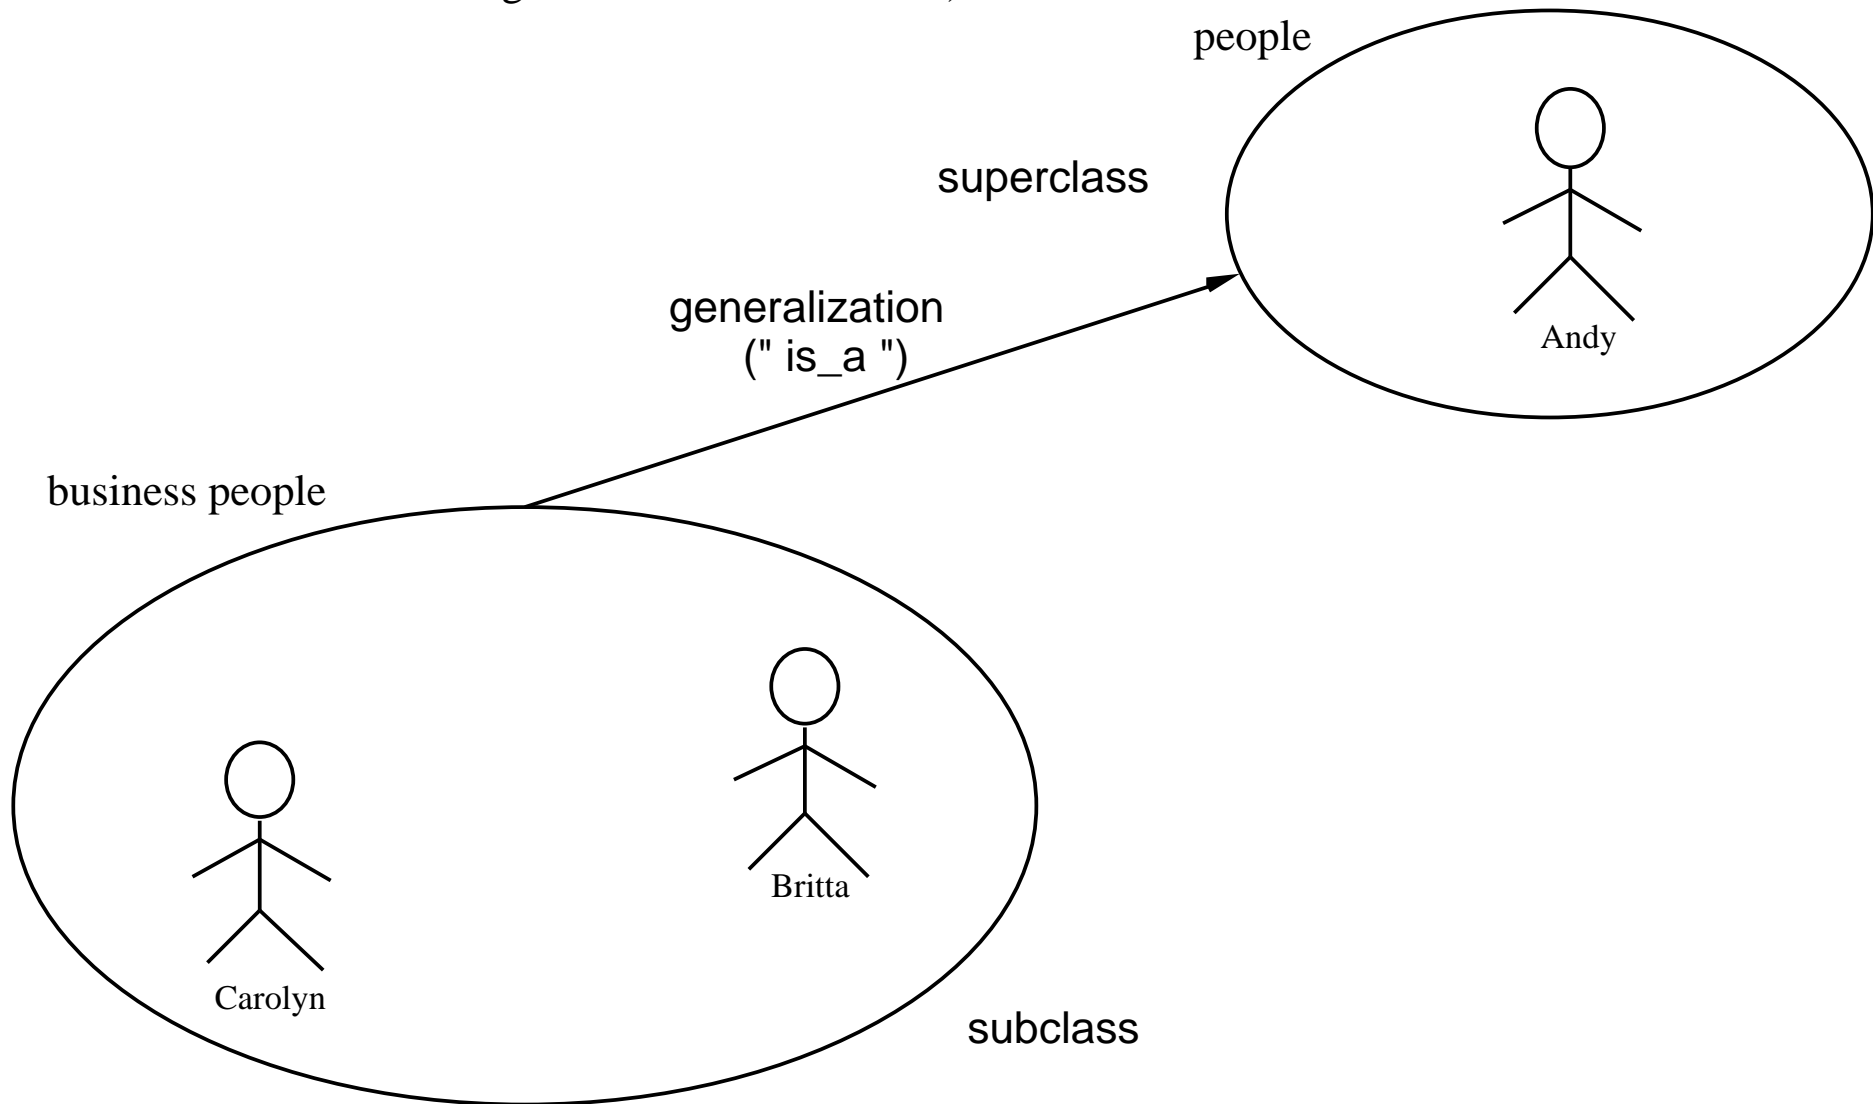 people
superclass
generalization
(" is_a ")
Andy
business people
Britta
Carolyn
subclass